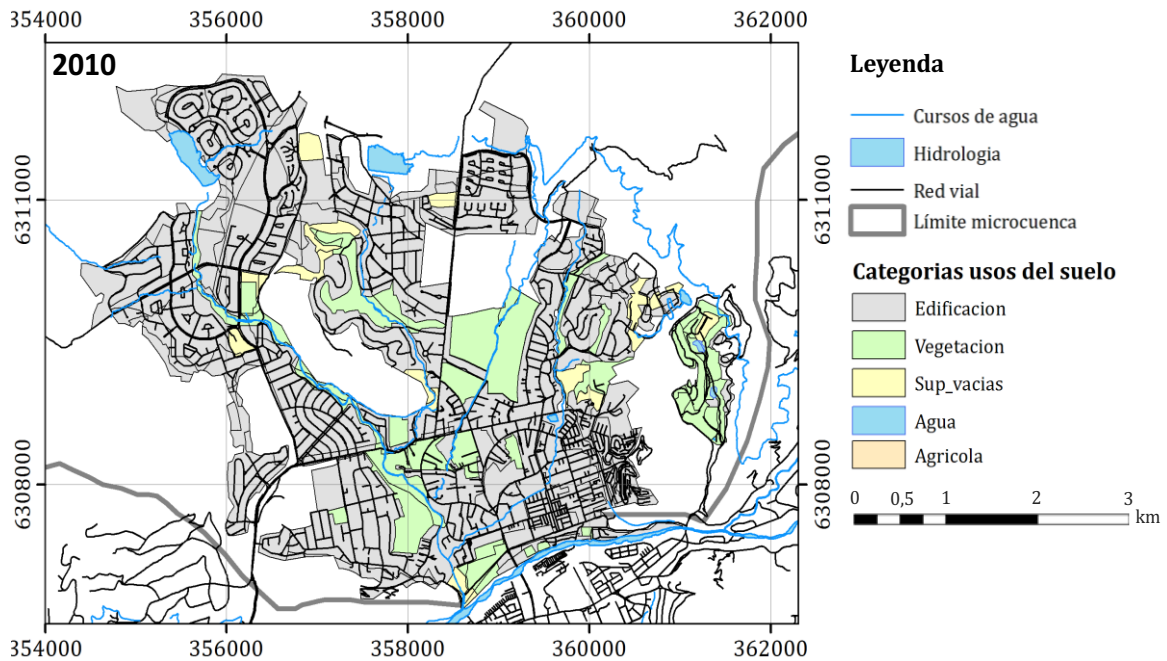 354000 356000 358000 360000 362000
2010
6311000
6308000
6311000
6308000
354000 356000 358000 360000 362000
Leyenda
Cursos de agua
Hidrologia
Red vial
Límite microcuenca
Categorias usos del suelo
Edificacion
Vegetacion
Sup_vacias
Agua
Agricola
0 0,5 1 2 3
km